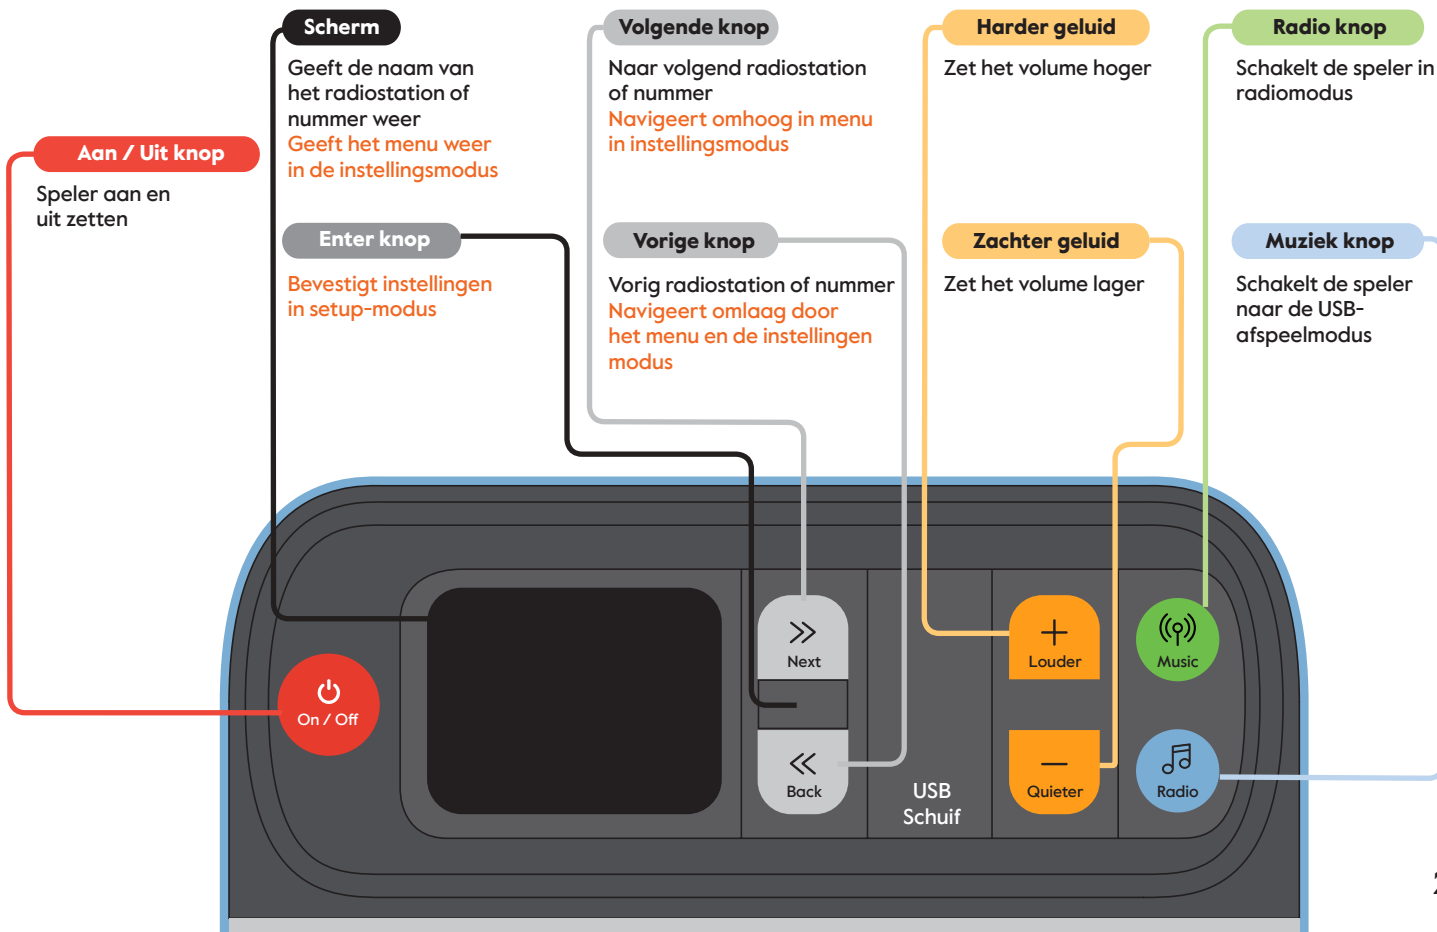 Scherm
Geeft de naam van
het radiostation of
nummer weer
Geeft het menu weer
in de instellingsmodus
Volgende knop
Naar volgend radiostation
of nummer
Navigeert omhoog in menu
in instellingsmodus
Harder geluid
Zet het volume hoger
Radio knop
Schakelt de speler in
radiomodus
Aan / Uit knop
Speler aan en
uit zetten
Enter knop
Bevestigt instellingen
in setup-modus
Vorige knop
Vorig radiostation of nummer
Navigeert omlaag door
het menu en de instellingen
modus
Zachter geluid
Zet het volume lager
Muziek knop
Schakelt de speler
naar de USB-
afspeelmodus
On / Off
Next
Back
USB
Schuif
Louder
Quieter
Music
Radio